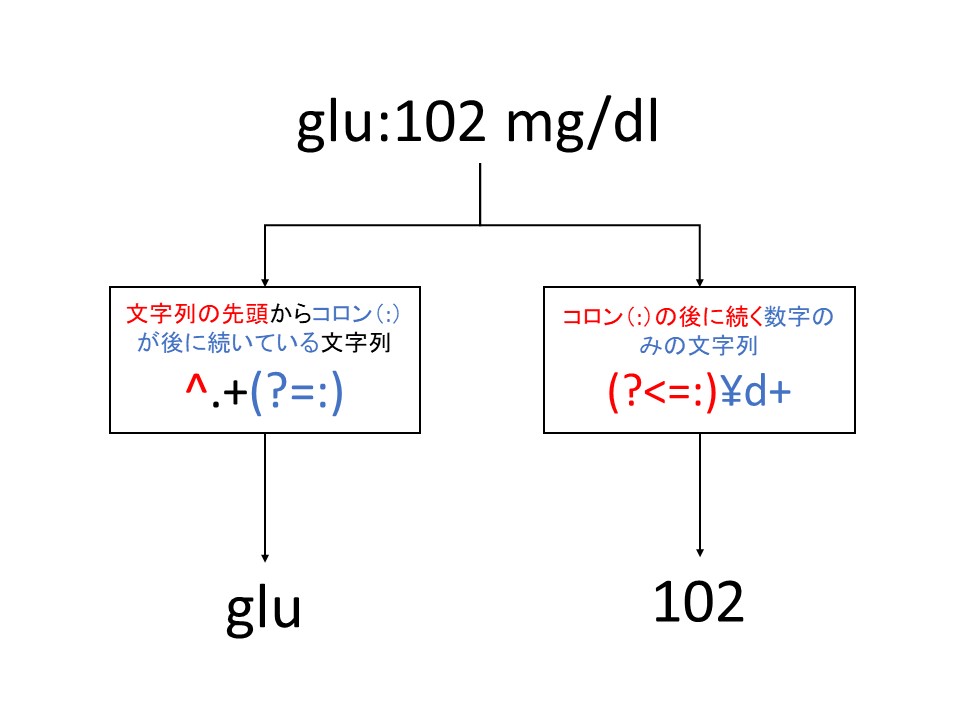 glu:102 mg/dl
文字列の先頭からコロン（:）
が後に続いている文字列
^.+(?=:)
コロン（:）の後に続く数字の
みの文字列
(?<=:)¥d+
glu
102